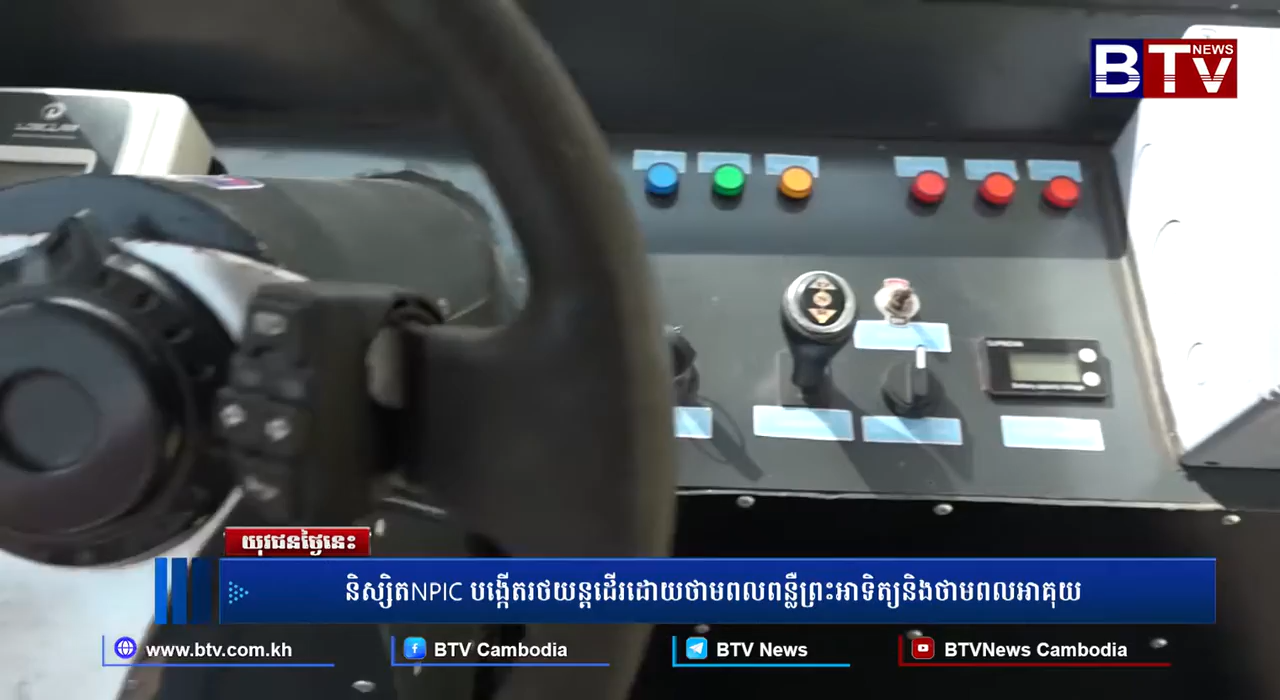 BTV NEWS
យុវជនថ្ងៃនេះ
និស្សិតNPIC បង្កើតរថយន្តដើរដោយថាមពលពន្លឺព្រះអាទិត្យនិងថាមពលអាគុយ
www.btv.com.kh
BTV Cambodia
BTV News
BTVNews Cambodia